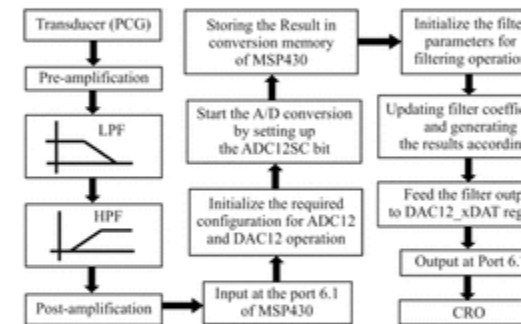 Transducer (PCG)
Pre-amplification
LPF
HPF
Post-amplification
Input at the port 6.1
of MSP430
Initialize the required
configuration for ADC12
and DAC12 operation
Start the A/D conversion
by setting up
the ADC12SC bit
Storing the Result in
conversion memory
of MSP430
Initialize the filte
parameters for
filtering operation
Updating filter coeffici
and generating
the results accordin
Feed the filter outp
to DAC12_xDAT reg
Output at Port 6.
CRO